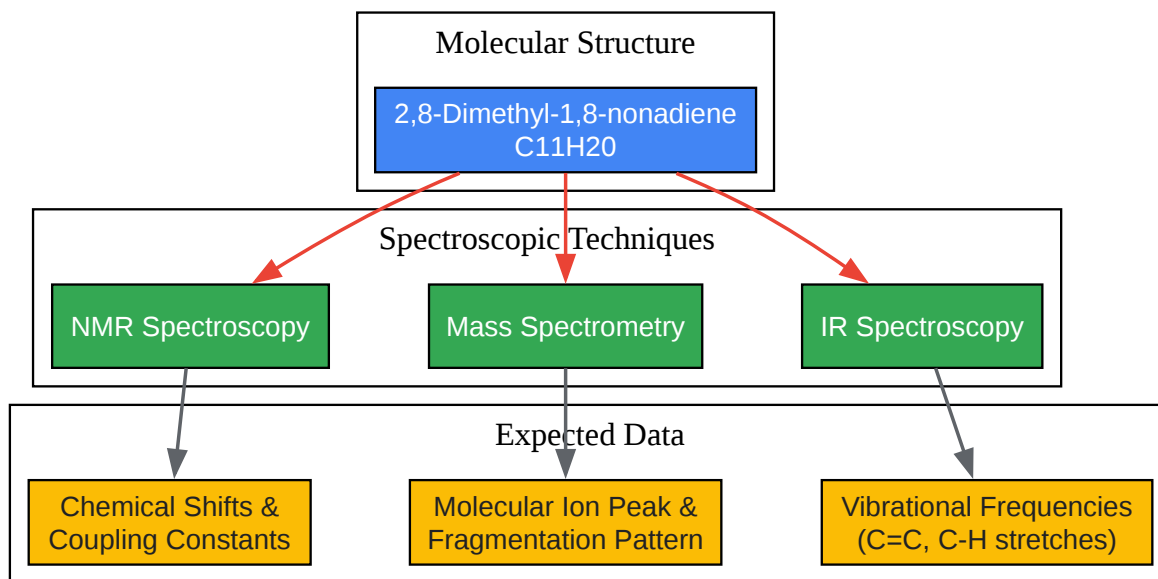 Molecular Structure
2,8-Dimethyl-1,8-nonadiene
C11H20
Spectroscopic Techniques
NMR Spectroscopy
Mass Spectrometry
IR Spectroscopy
Expected Data
Chemical Shifts &
Coupling Constants
Molecular Ion Peak &
Fragmentation Pattern
Vibrational Frequencies
(C=C, C-H stretches)